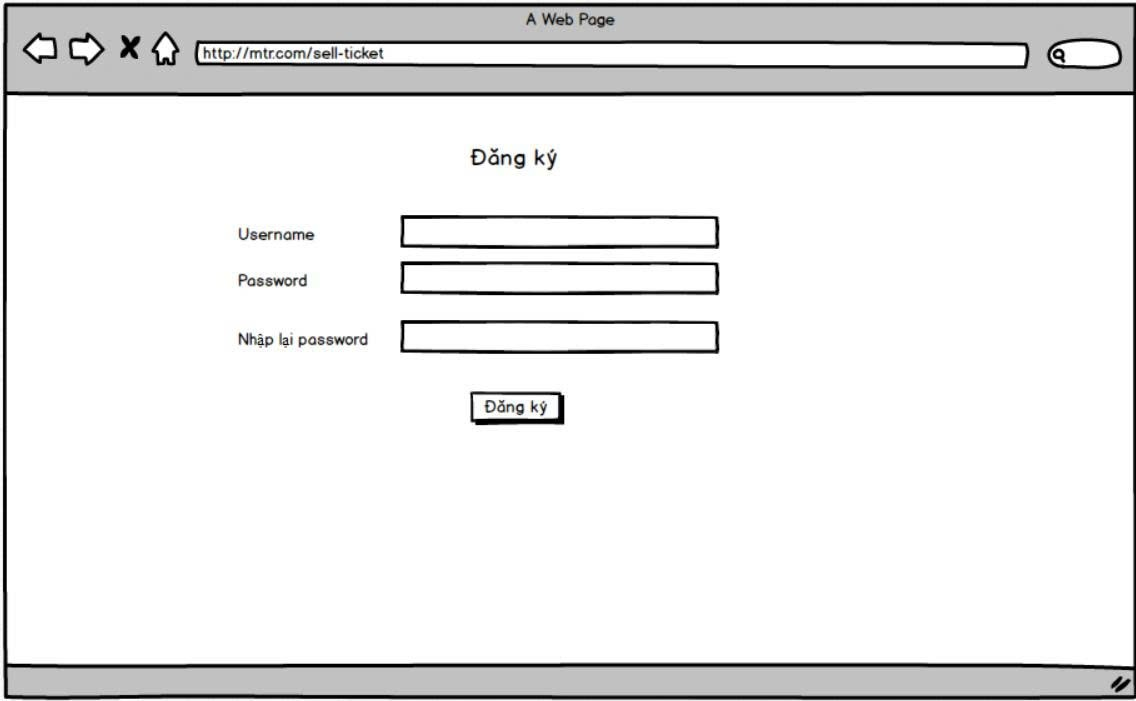 A Web Page
http://mtr.com/sell-ticket
Đăng ký
Username
Password
Nhập lại password
Đăng ký